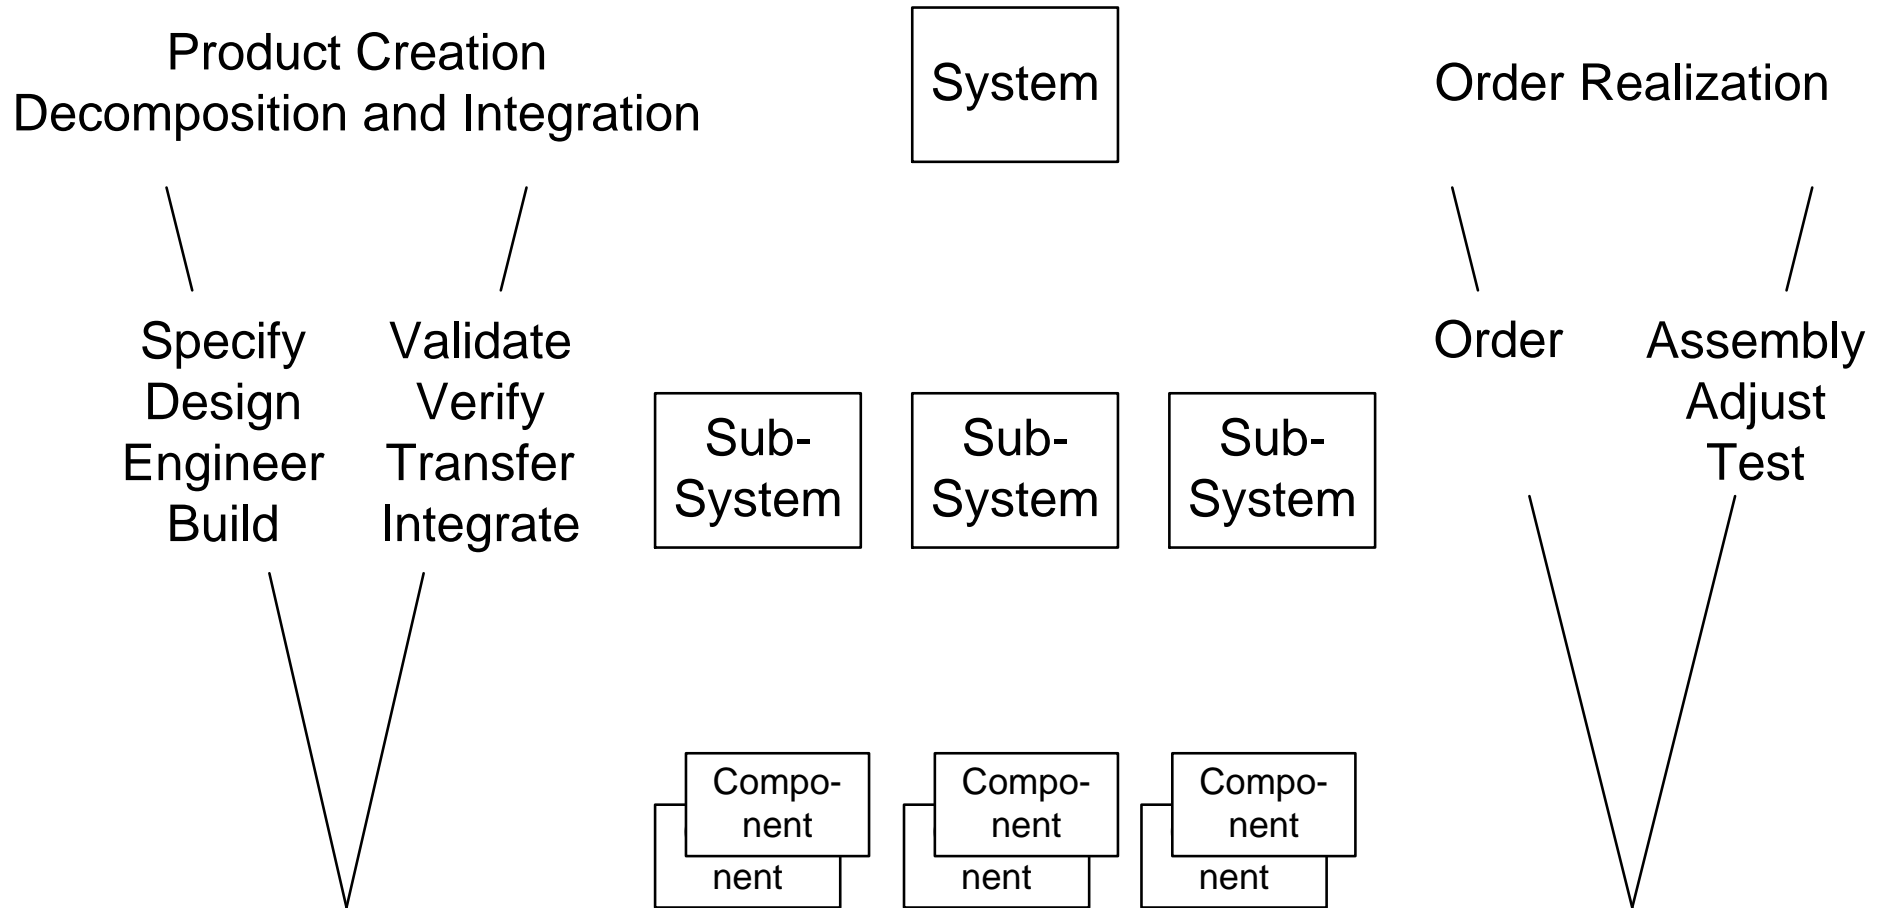 Product Creation
Decomposition and Integration
System
Order Realization
Specify
Design
Engineer
Build
Validate
Verify
Transfer
Integrate
Sub-
System
Sub-
System
Sub-
System
Order
Assembly
Adjust
Test
Compo-
nent
nent
Compo-
nent
nent
Compo-
nent
nent